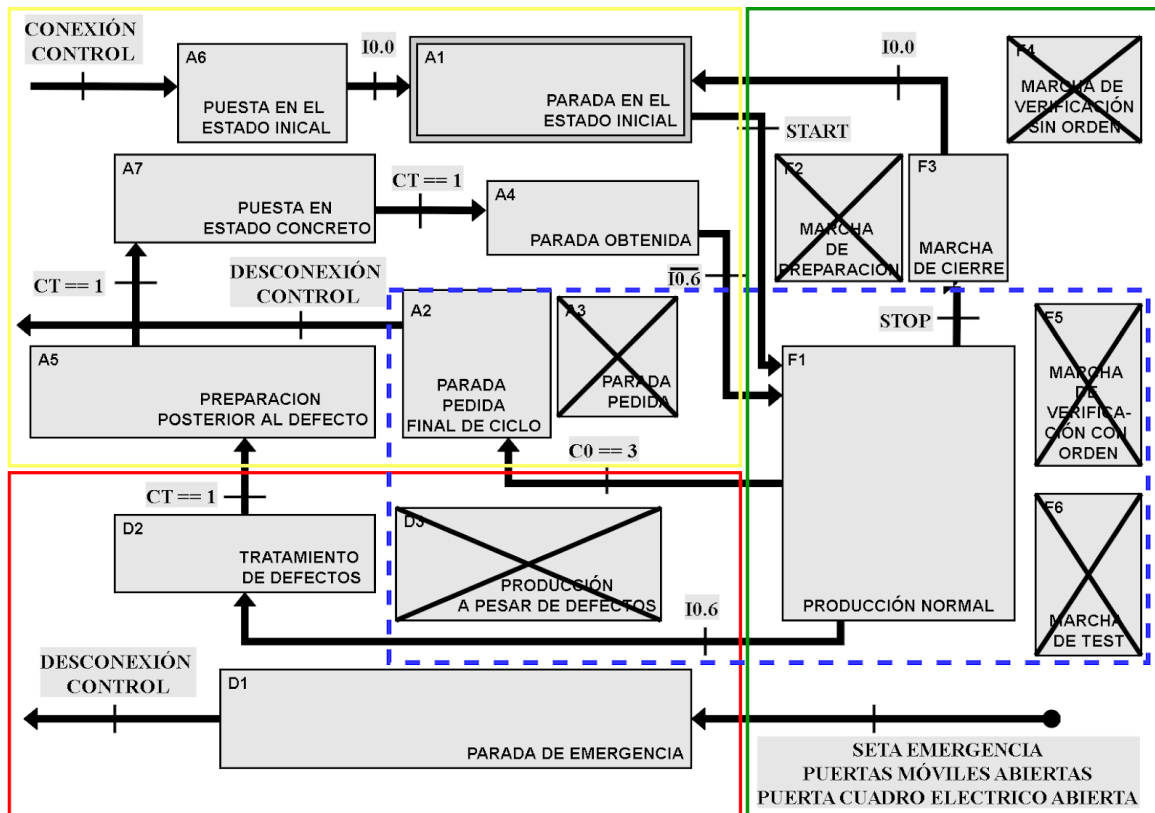 CONEXIÓN
CONTROL
A6
PUESTA EN EL
ESTADO INICAL
I0.0
A1
PARADA EN EL
ESTADO INICIAL
I0.0
F4
MARCHA DE
VERIFICACIÓN
SIN ORDEN
START
A7
PUESTA EN
ESTADO CONCRETO
CT == 1
A4
PARADA OBTENIDA
F2
MARCHA
DE
PREPARACIÓN
F3
MARCHA
DE CIERRE
CT == 1
DESCONEXIÓN
CONTROL
I0.6
A2
PARADA
PEDIDA
FINAL DE CICLO
A3
PARADA
PEDIDA
STOP
F5
MARCHA
DE
VERIFICA-
CIÓN CON
ORDEN
A5
PREPARACION
POSTERIOR AL DEFECTO
F1
PRODUCCIÓN NORMAL
C0 == 3
CT == 1
D2
TRATAMIENTO
DE DEFECTOS
D3
PRODUCCIÓN
A PESAR DE DEFECTOS
F6
MARCHA
DE TEST
I0.6
DESCONEXIÓN
CONTROL
D1
PARADA DE EMERGENCIA
SETA EMERGENCIA
PUERTAS MÓVILES ABIERTAS
PUERTA CUADRO ELECTRICO ABIERTA